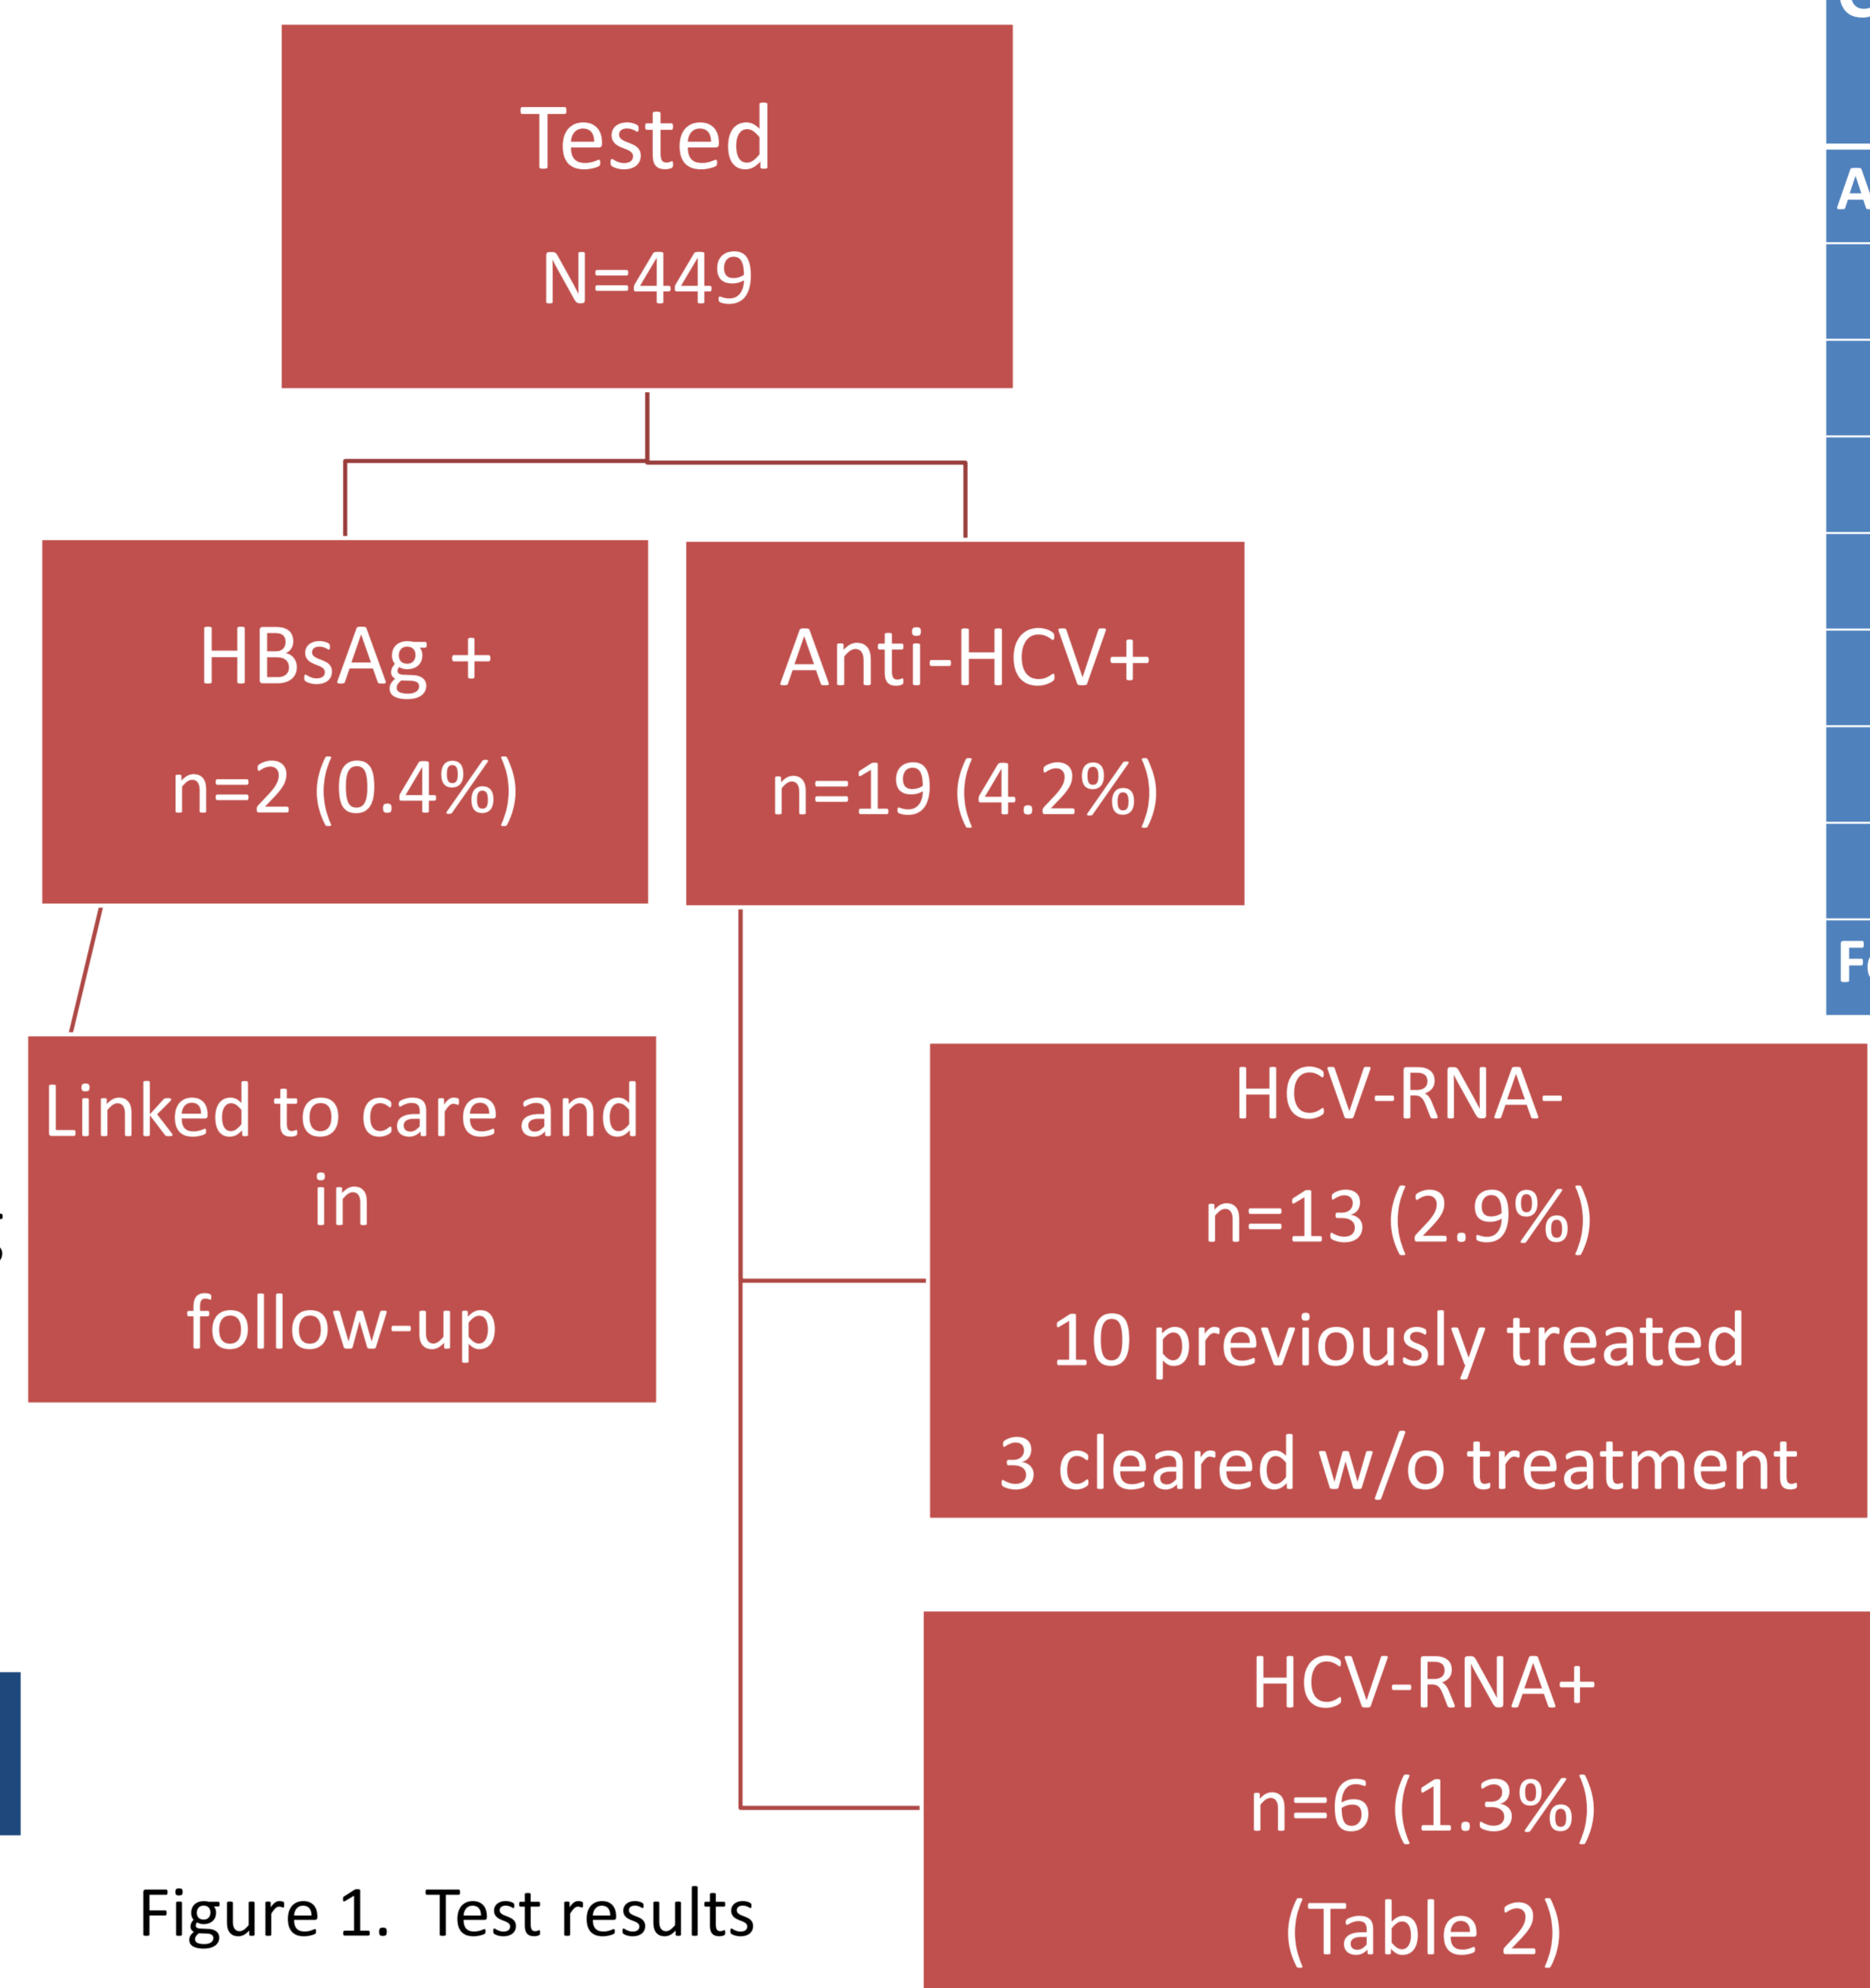 Tested
N=449
HBsAg +
n=2 (0.4%)
Anti-HCV+
n=19 (4.2%)
Linked to care and
in
follow-up
HCV-RNA-
n=13 (2.9%)
10 previously treated
3 cleared w/o treatment
HCV-RNA+
n=6 (1.3%)
(Table 2)
Figure 1. Test results